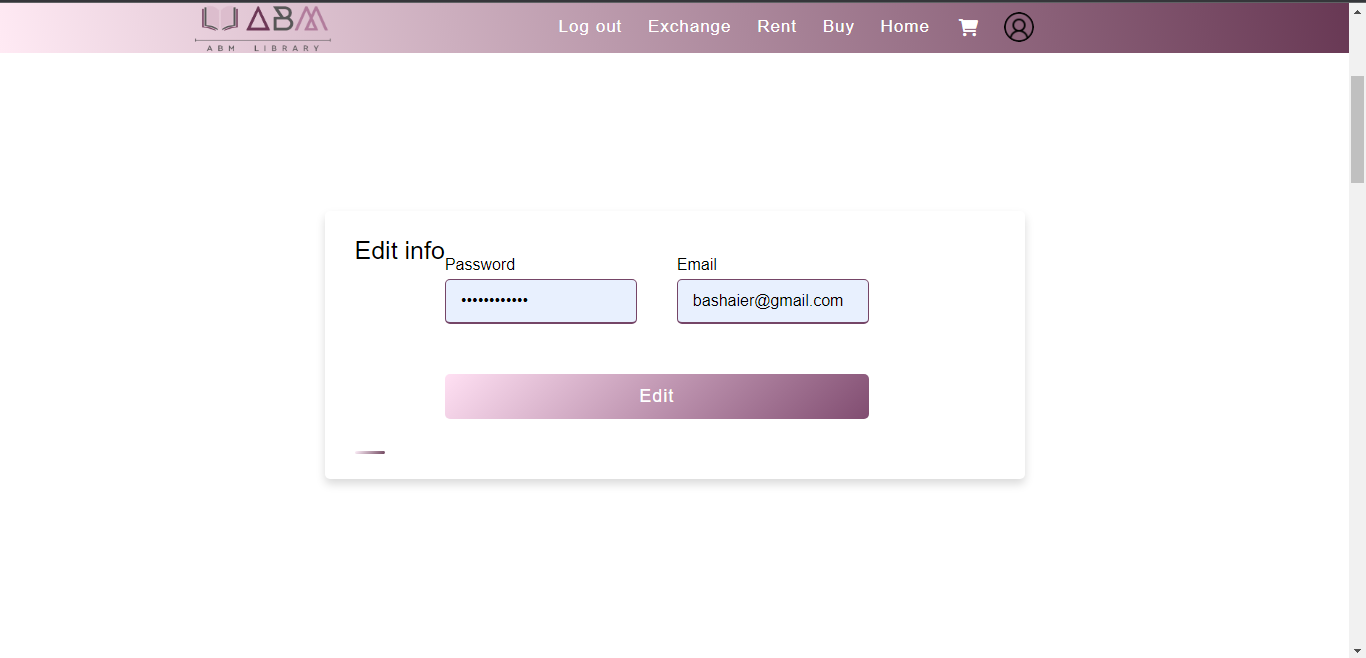 ABM
ABM LIBRARY
Log out Exchange Rent Buy Home
Edit info
Password Email
•••••••••••• bashaier@gmail.com
Edit